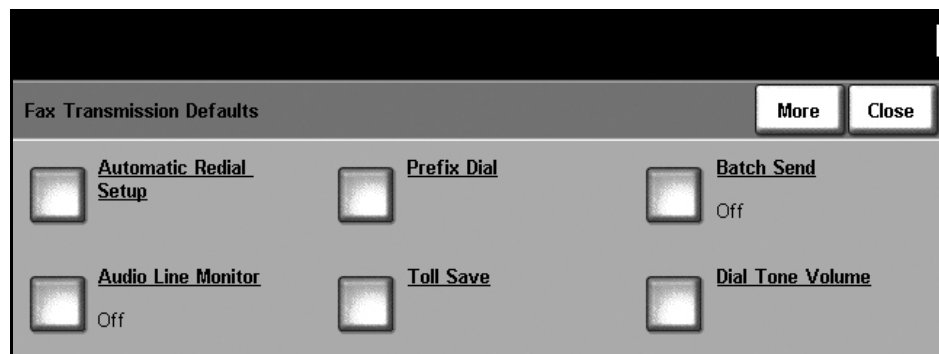 Fax Transmission Defaults
More
Close
Automatic Redial
Setup
Prefix Dial
Batch Send
Off
Audio Line Monitor
Off
Toll Save
Dial Tone Volume